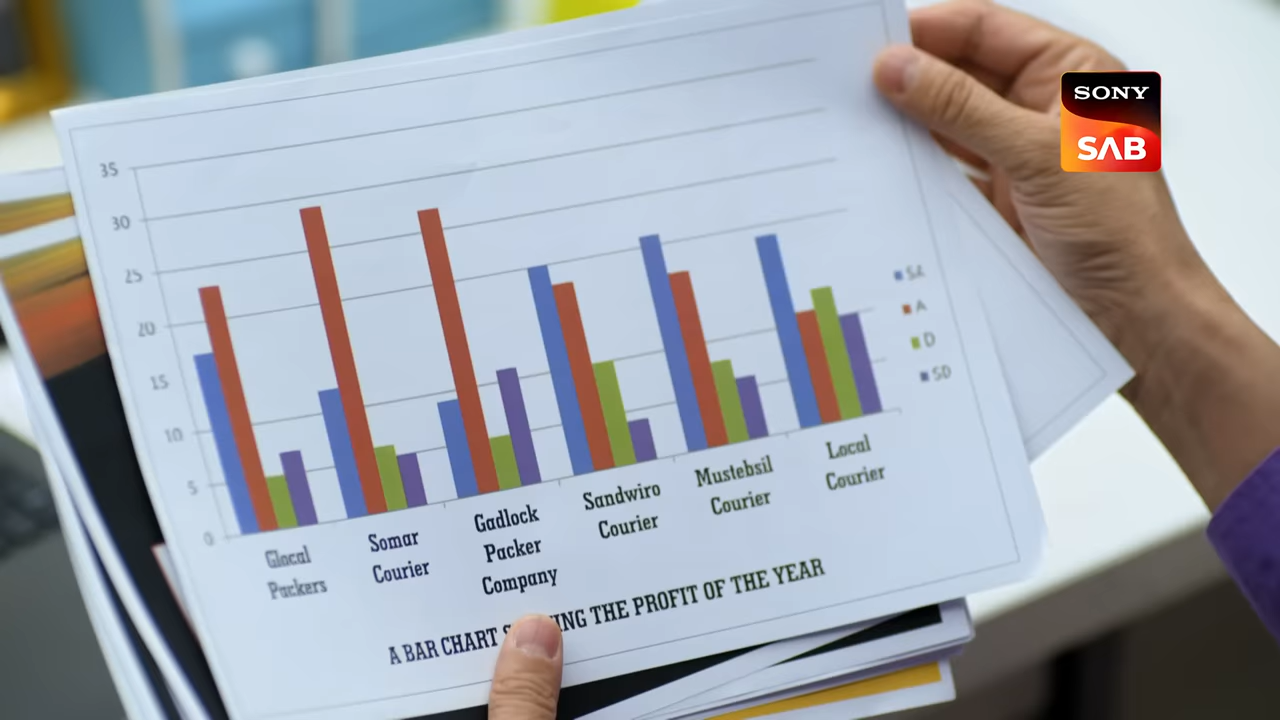 SONY
SAB
35
30
25
20
15
10
5
0
SA
A
D
SD
Glocal
Packers
Somar
Courier
Gadlock
Packer
Company
Sandwiro
Courier
Mustebsil
Courier
Local
Courier
A BAR CHART THE PROFIT OF THE YEAR